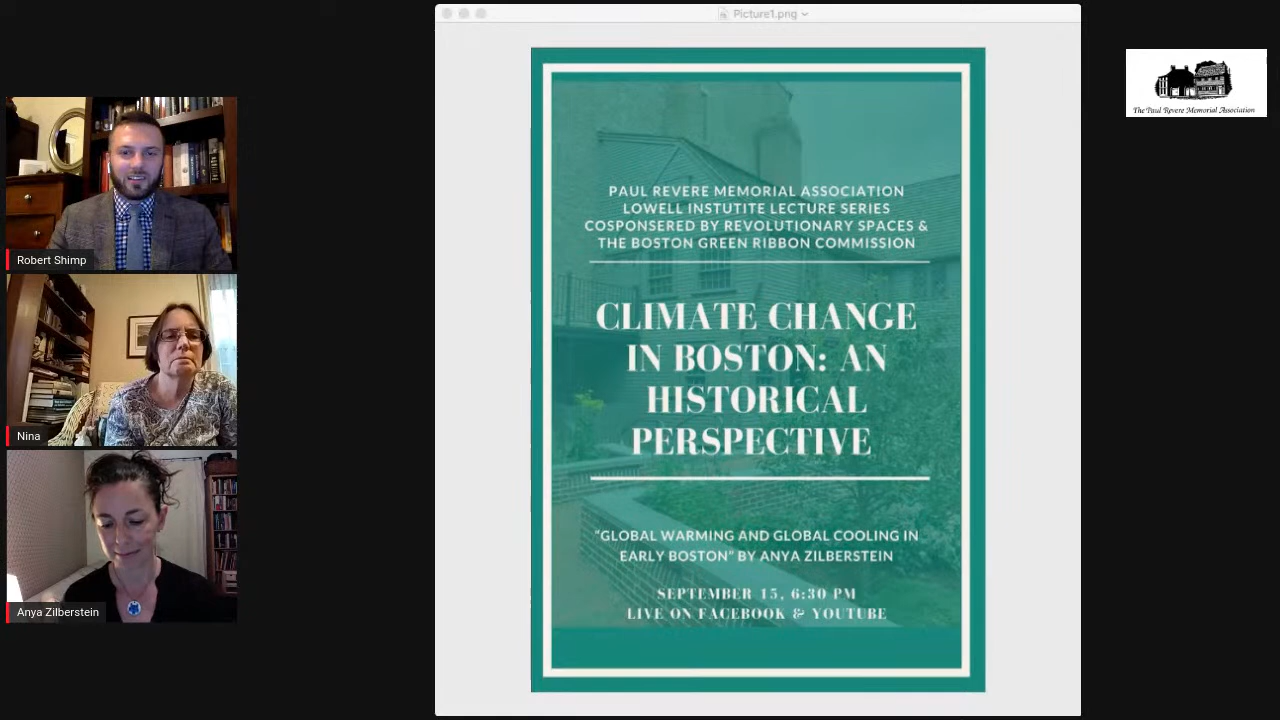 Picture1.png
The Paul Revere Memorial Association
PAUL REVERE MEMORIAL ASSOCIATION
LOWELL INSTUTITE LECTURE SERIES
COSPONSERED BY REVOLUTIONARY SPACES &
THE BOSTON GREEN RIBBON COMMISSION
CLIMATE CHANGE
IN BOSTON: AN
HISTORICAL
PERSPECTIVE
"GLOBAL WARMING AND GLOBAL COOLING IN
EARLY BOSTON" BY ANYA ZILBERSTEIN
SEPTEMBER 15, 6:30 PM
LIVE ON FACEBOOK & YOUTUBE
Robert Shimp
Nina
Anya Zilberstein